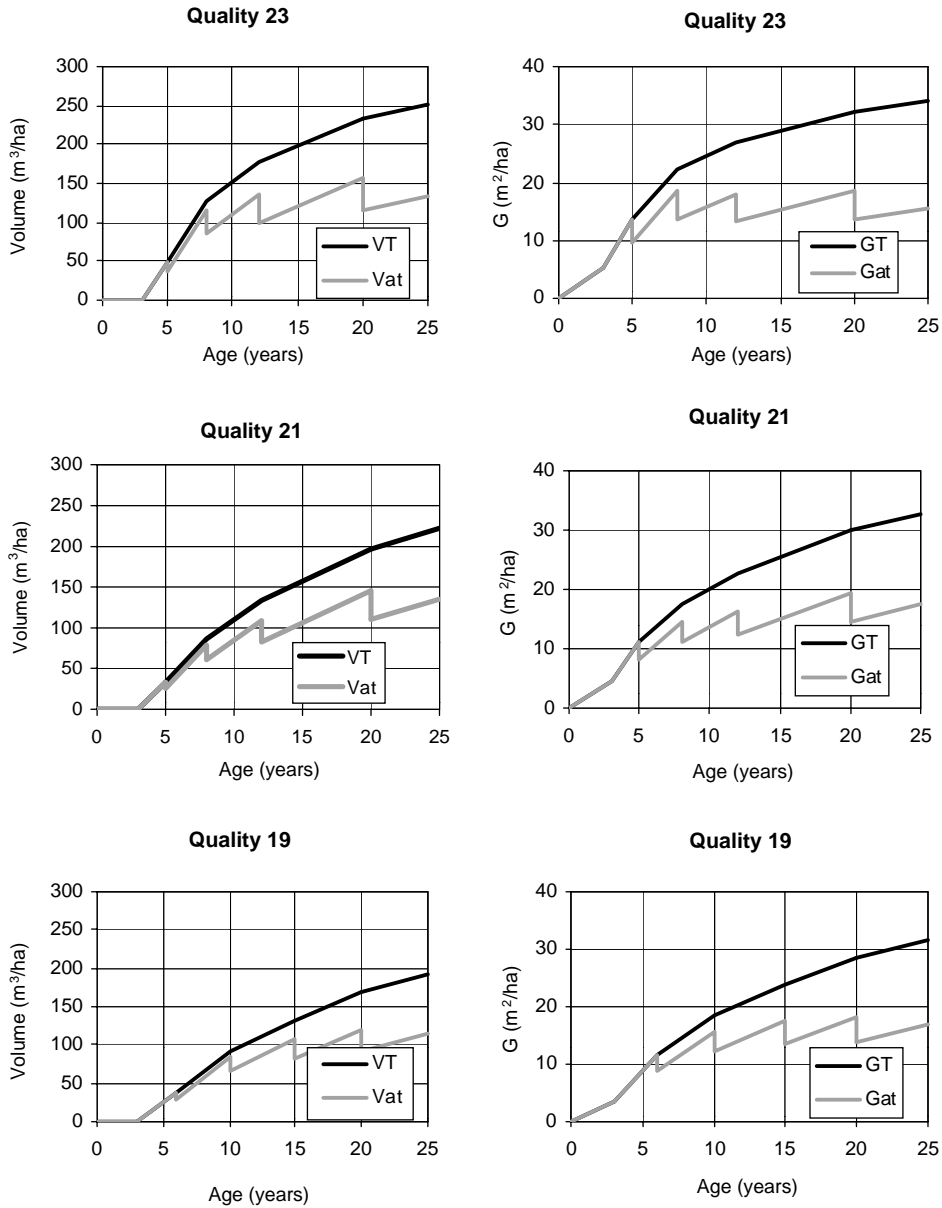 Quality 23
Volume (m³/ha)
300
250
200
150
100
50
0
VT
Vat
0 5 10 15 20 25
Age (years)
Quality 23
G (m²/ha)
40
30
20
10
0
GT
Gat
0 5 10 15 20 25
Age (years)
Quality 21
Volume (m³/ha)
300
250
200
150
100
50
0
VT
Vat
0 5 10 15 20 25
Age (years)
Quality 21
G (m²/ha)
40
30
20
10
0
GT
Gat
0 5 10 15 20 25
Age (years)
Quality 19
Volume (m³/ha)
300
250
200
150
100
50
0
VT
Vat
0 5 10 15 20 25
Age (years)
Quality 19
G (m²/ha)
40
30
20
10
0
GT
Gat
0 5 10 15 20 25
Age (years)